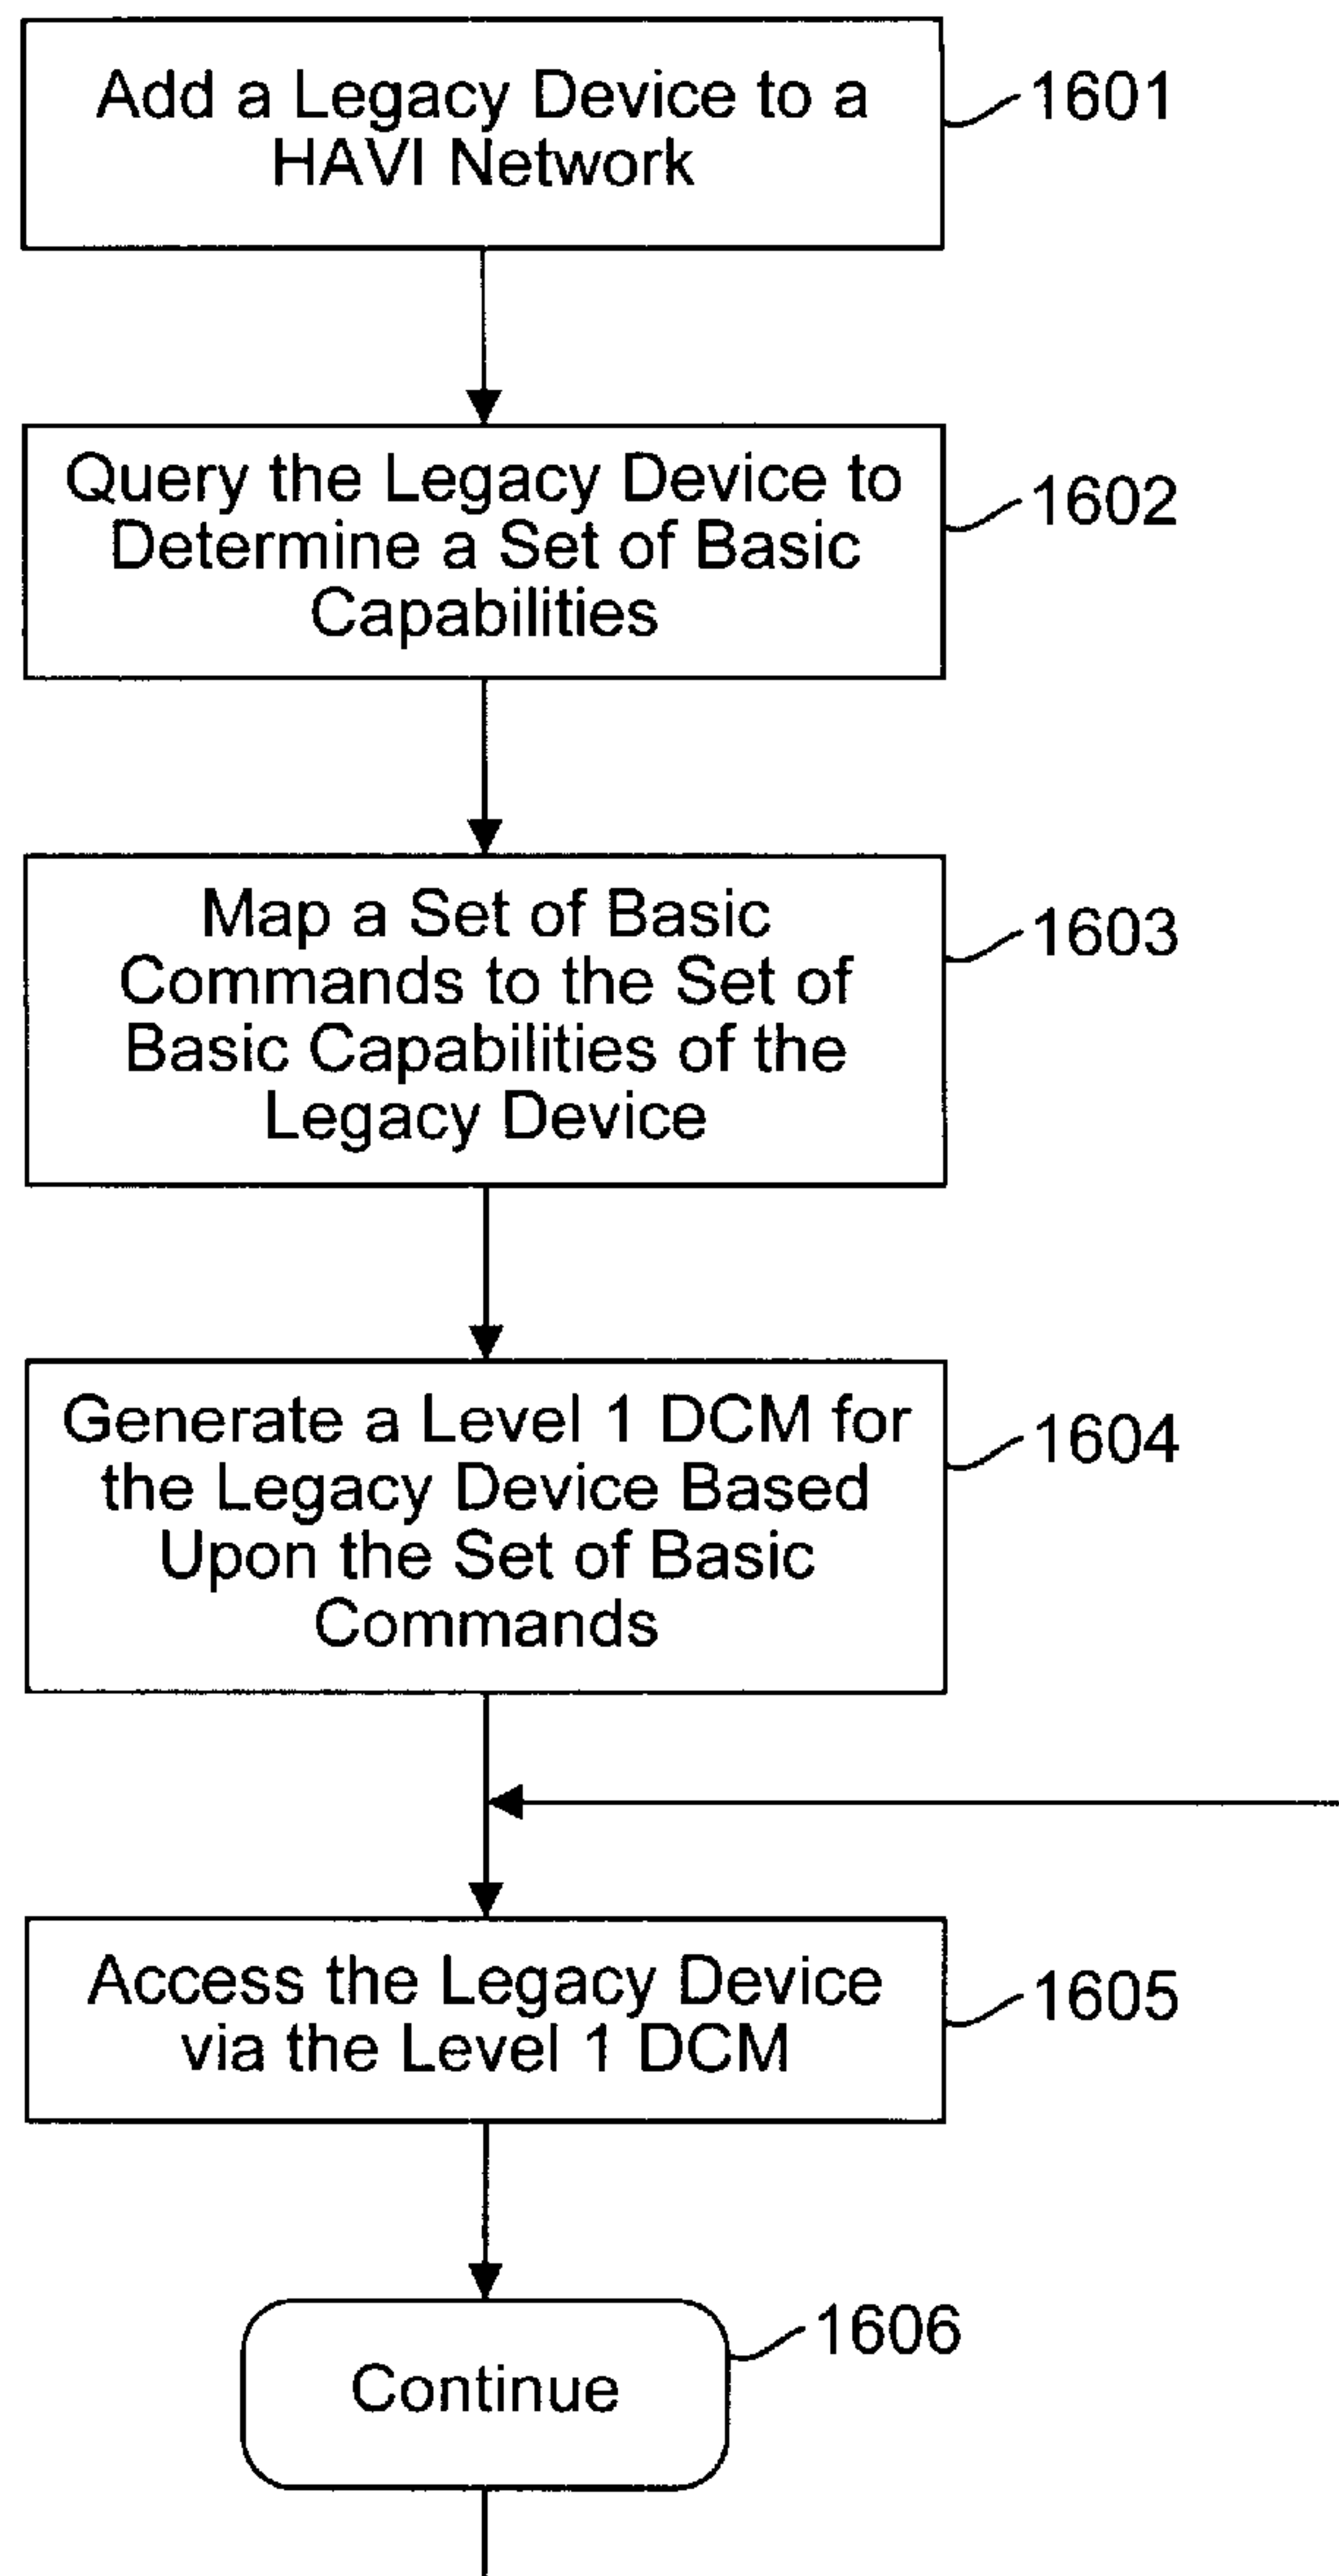 Add a Legacy Device to a
HAVI Network
1601
Query the Legacy Device to
Determine a Set of Basic
Capabilities
1602
Map a Set of Basic
Commands to the Set of
Basic Capabilities of the
Legacy Device
1603
Generate a Level 1 DCM for
the Legacy Device Based
Upon the Set of Basic
Commands
1604
Access the Legacy Device
via the Level 1 DCM
1605
Continue
1606